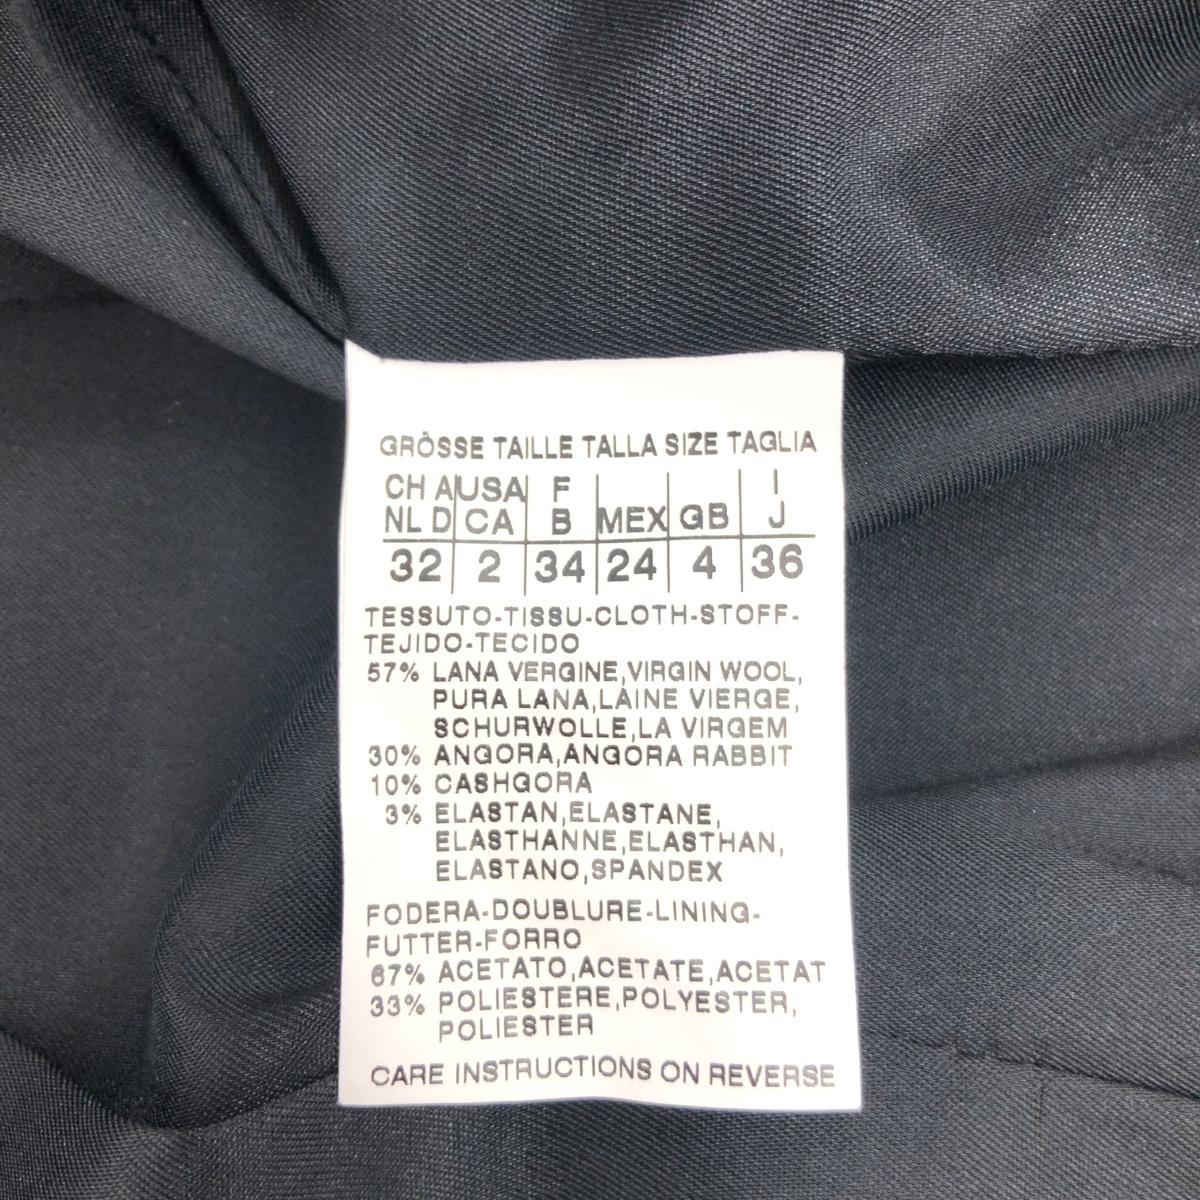 GRÖSSE TAILLE TALLA SIZE TAGLIA
CH A USA F I
NL D CA B MEX GB J
32 2 34 24 4 36
TESSUTO-TISSU-CLOTH-STOFF-
TEJIDO-TECIDO
57% LANA VERGINE,VIRGIN WOOL,
PURA LANA,LAINE VIERGE,
SCHURWOLLE,LA VIRGEM
30% ANGORA,ANGORA RABBIT
10% CASHGORA
3% ELASTAN,ELASTANE,
ELASTHANNE,ELASTHAN,
ELASTANO,SPANDEX
FODERA-DOUBLURE-LINING-
FUTTER-FORRO
67% ACETATO,ACETATE,ACETAT
33% POLIESTERE,POLYESTER,
POLIESTER
CARE INSTRUCTIONS ON REVERSE